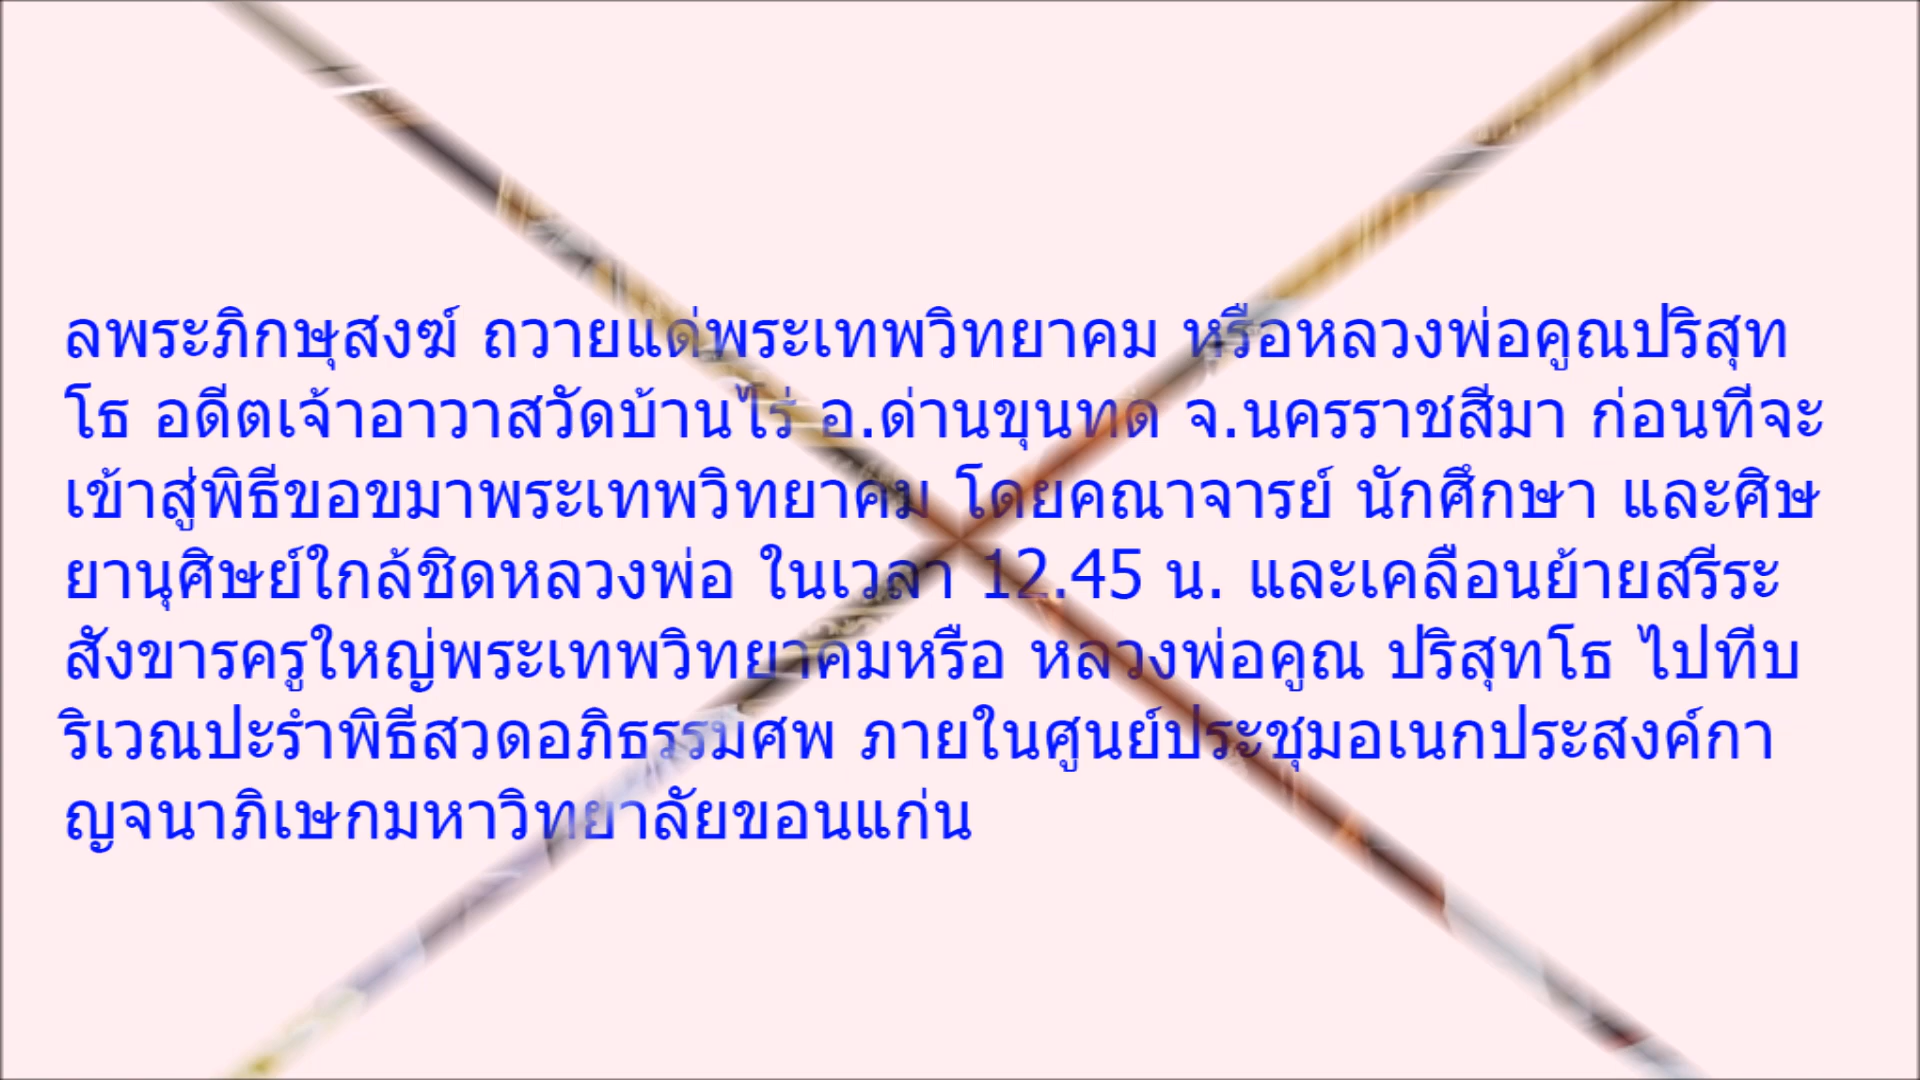 ลพระภิกษุสงฆ์ ถวายแด่พระเทพวิทยาคม หรือหลวงพ่อคูณปริสุท
โธ อดีตเจ้าอาวาสวัดบ้านไร่ อ.ด่านขุนทด จ.นครราชสีมา ก่อนที่จะ
เข้าสู่พิธีขอขมาพระเทพวิทยาคม โดยคณาจารย์ นักศึกษา และศิษ
ยานุศิษย์ใกล้ชิดหลวงพ่อ ในเวลา 12.45 น. และเคลื่อนย้ายสรีระ
สังขารครูใหญ่พระเทพวิทยาคมหรือ หลวงพ่อคูณ ปริสุทโธ ไปที่บ
ริเวณปะรำพิธีสวดอภิธรรมศพ ภายในศูนย์ประชุมอเนกประสงค์กา
ญจนาภิเษกมหาวิทยาลัยขอนแก่น